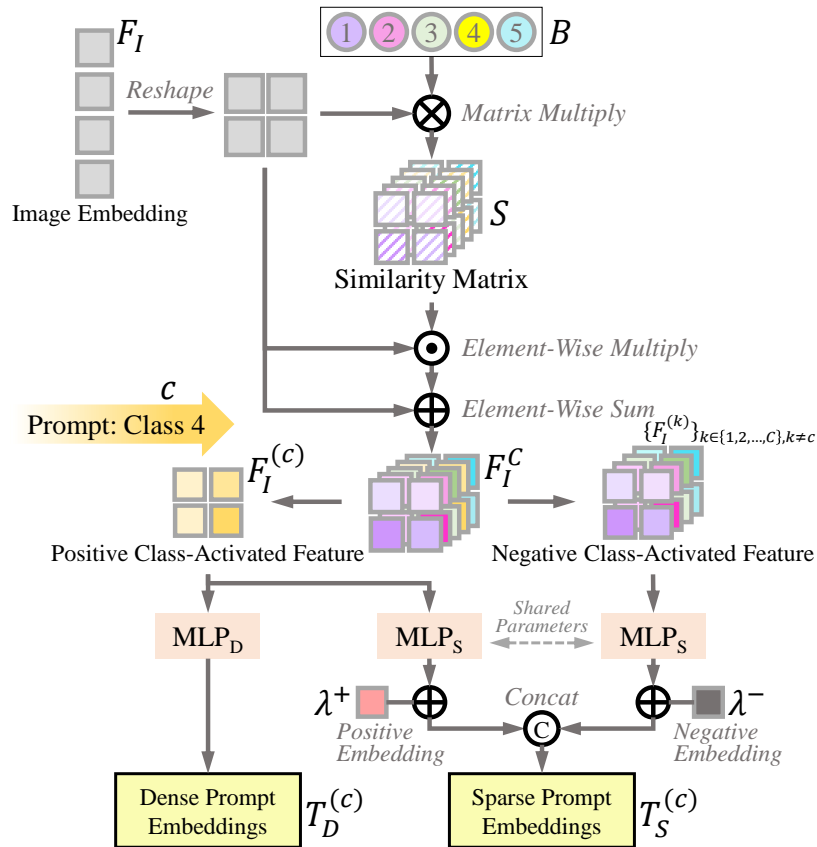 F_I
1 2 3 4 5
B
Reshape
Matrix Multiply
Image Embedding
S
Similarity Matrix
Element-Wise Multiply
c
Element-Wise Sum
Prompt: Class 4
F_I^{(c)}
F_I^C
{F_I^{(k)}}_{k∈{1,2,…,C},k≠c}
Positive Class-Activated Feature
Negative Class-Activated Feature
Shared
Parameters
MLP_D
MLP_S
MLP_S
λ⁺
Concat
λ⁻
Positive
Embedding
C
Negative
Embedding
Dense Prompt
Embeddings
T_D^{(c)}
Sparse Prompt
Embeddings
T_S^{(c)}